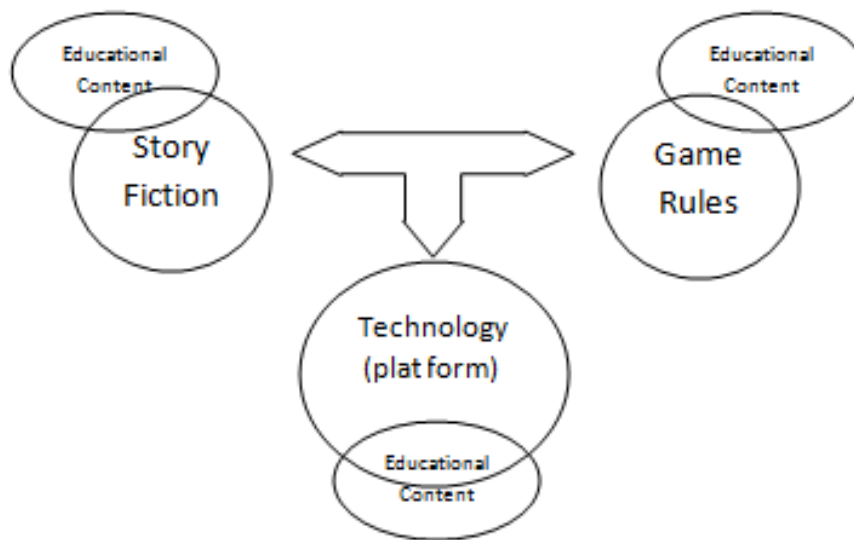 Educational
Content
Story
Fiction
Educational
Content
Game
Rules
Technology
(plat form)
Educational
Content